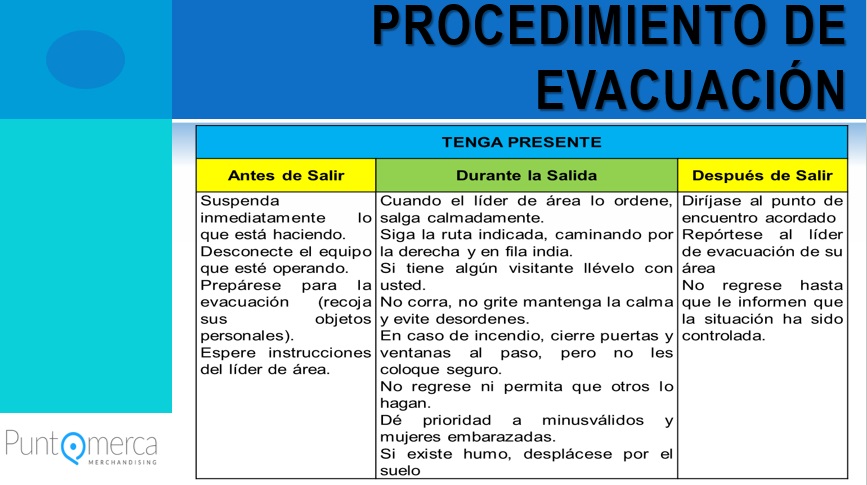 PROCEDIMIENTO DE
EVACUACIÓN
TENGA PRESENTE
Antes de Salir
Suspenda
inmediatamente lo
que está haciendo.
Desconecte el equipo
que esté operando.
Prepárese para la
evacuación (recoja
sus objetos
personales).
Espere instrucciones
del líder de área.
Durante la Salida
Cuando el líder de área lo ordene,
salga calmadamente.
Siga la ruta indicada, caminando por
la derecha y en fila india.
Si tiene algún visitante llévelo con
usted.
No corra, no grite mantenga la calma
y evite desordenes.
En caso de incendio, cierre puertas y
ventanas al paso, pero no les
coloque seguro.
No regrese ni permita que otros lo
hagan.
Dé prioridad a minusválidos y
mujeres embarazadas.
Si existe humo, desplácese por el
suelo
Después de Salir
Diríjase al punto de
encuentro acordado
Repórtese al líder
de evacuación de su
área
No regrese hasta
que le informen que
la situación ha sido
controlada.
Puntomerca
MERCHANDISING